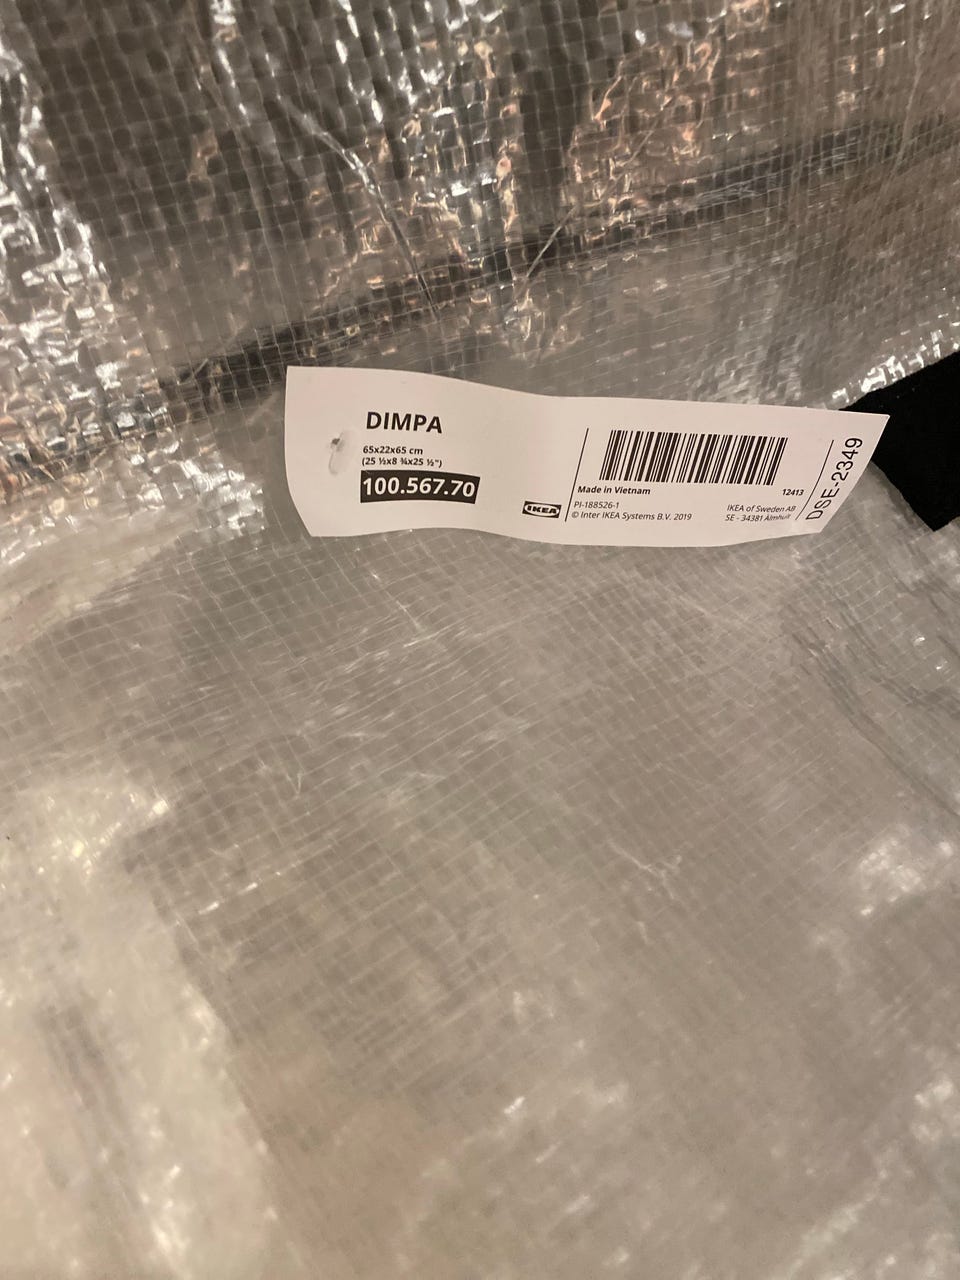 DIMPA
65x22x65 cm
(25 ½x8 ¾x25 ½")
100.567.70
IKEA
Made in Vietnam 12413
PI-188526-1
© Inter IKEA Systems B.V. 2019
IKEA of Sweden AB
SE - 34381 Älmhult
DSE-2349